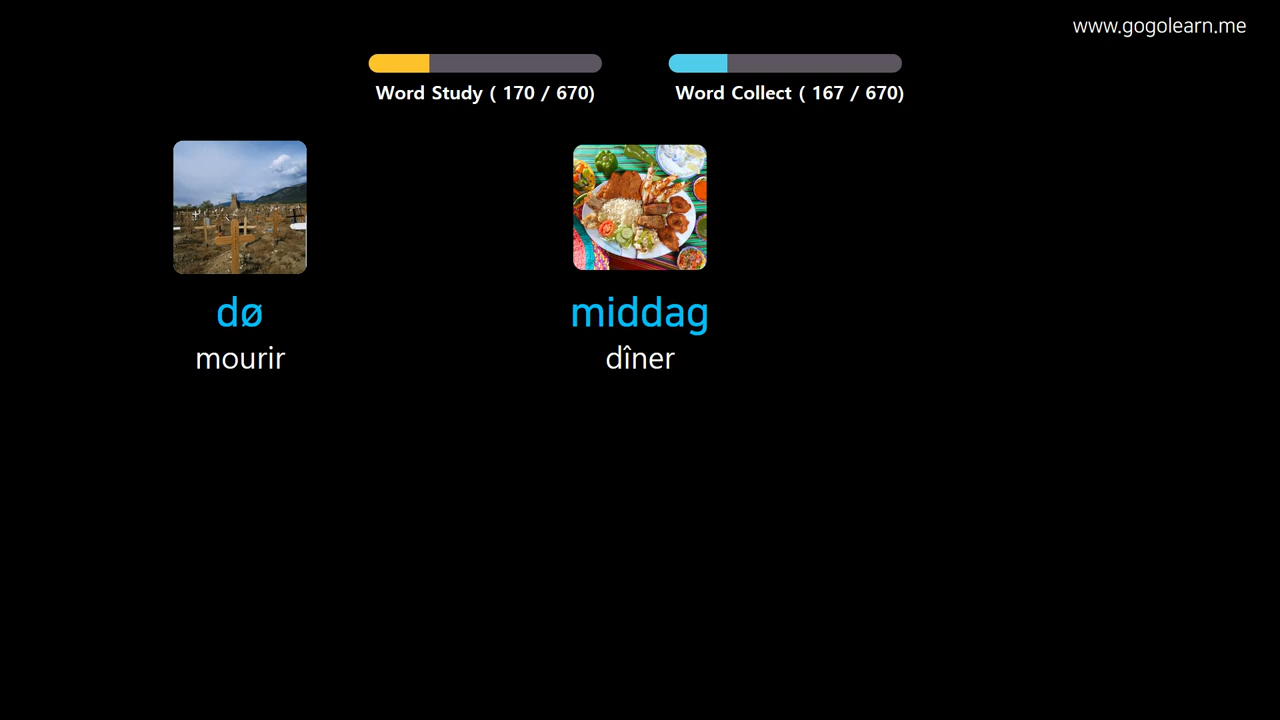 www.gogolearn.me
Word Study ( 170 / 670)
Word Collect ( 167 / 670)
dø
middag
mourir
dîner